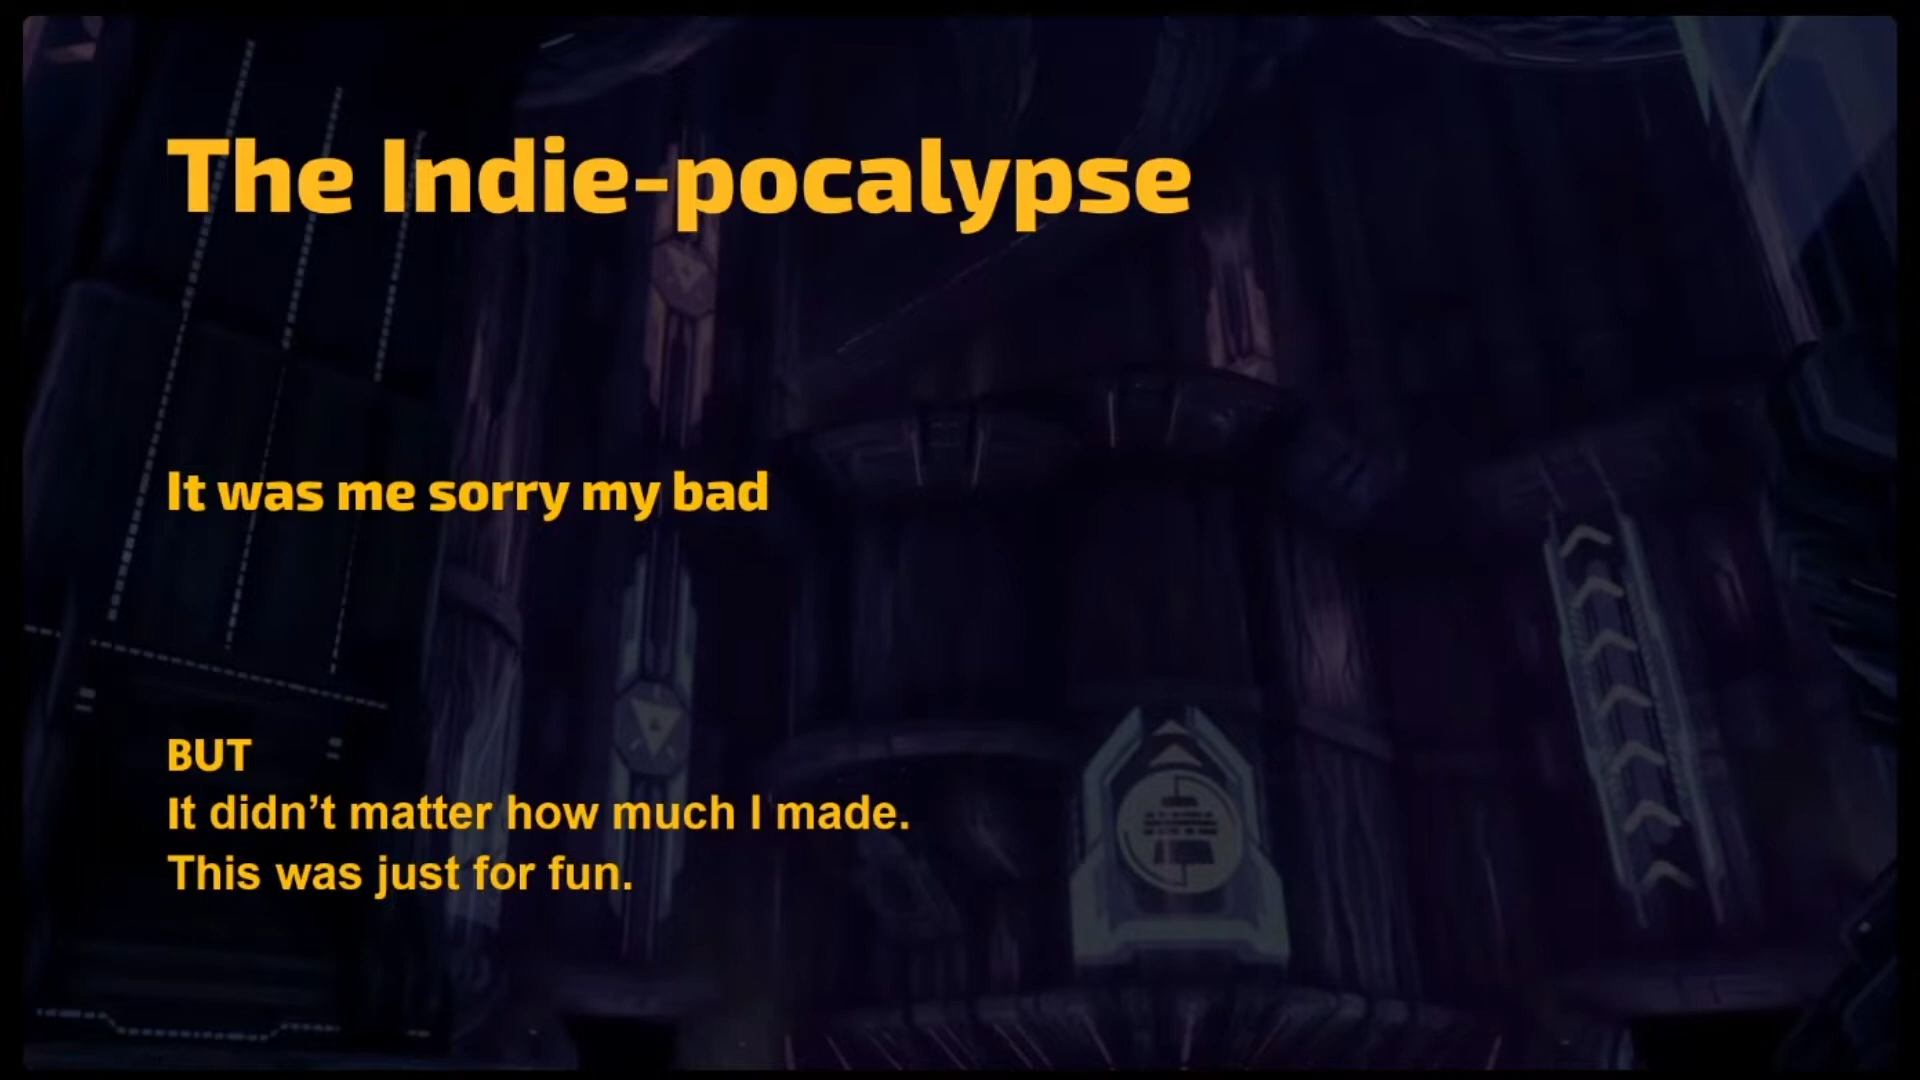 The Indie-pocalypse
It was me sorry my bad
BUT
It didn’t matter how much I made.
This was just for fun.